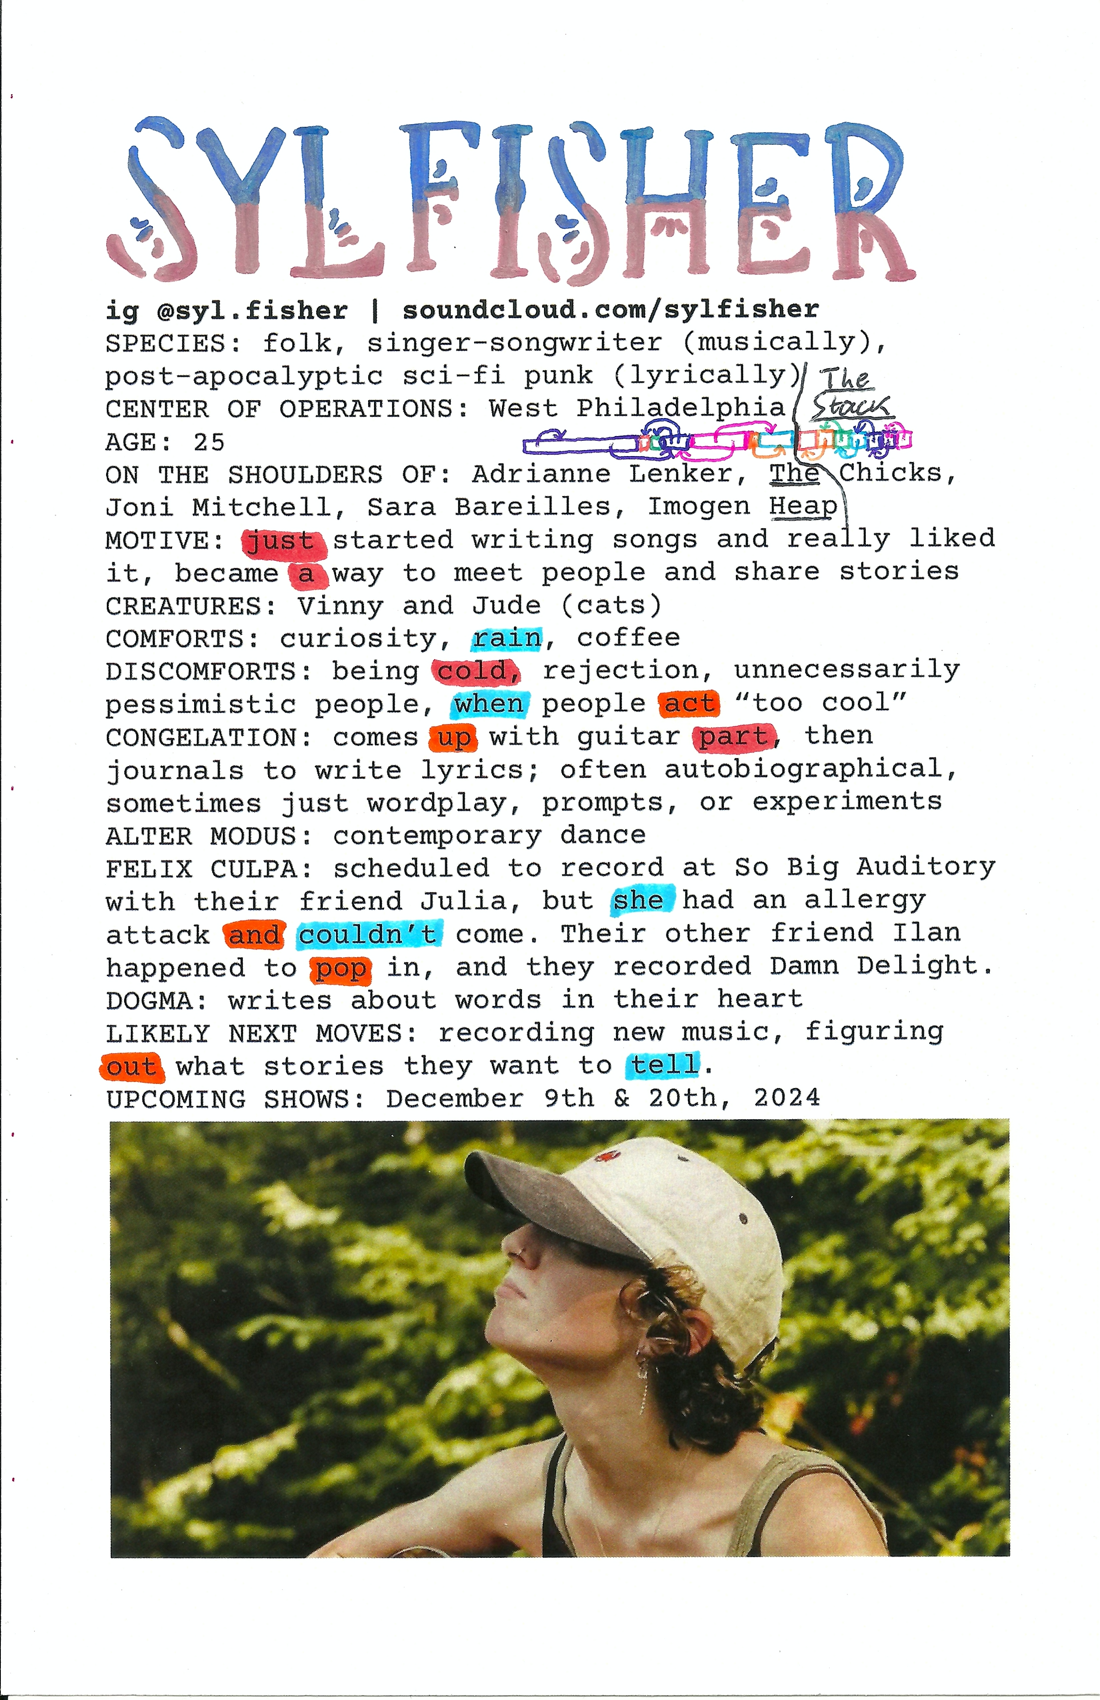 SYL FISHER
ig @syl.fisher | soundcloud.com/sylfisher
SPECIES: folk, singer-songwriter (musically),
post-apocalyptic sci-fi punk (lyrically)
The
CENTER OF OPERATIONS: West Philadelphia
Stack
AGE: 25
ON THE SHOULDERS OF: Adrianne Lenker, The Chicks,
Joni Mitchell, Sara Bareilles, Imogen Heap
MOTIVE: just started writing songs and really liked
it, became a way to meet people and share stories
CREATURES: Vinny and Jude (cats)
COMFORTS: curiosity, rain, coffee
DISCOMFORTS: being cold, rejection, unnecessarily
pessimistic people, when people act “too cool”
CONGELATION: comes up with guitar part, then
journals to write lyrics; often autobiographical,
sometimes just wordplay, prompts, or experiments
ALTER MODUS: contemporary dance
FELIX CULPA: scheduled to record at So Big Auditory
with their friend Julia, but she had an allergy
attack and couldn’t come. Their other friend Ilan
happened to pop in, and they recorded Damn Delight.
DOGMA: writes about words in their heart
LIKELY NEXT MOVES: recording new music, figuring
out what stories they want to tell.
UPCOMING SHOWS: December 9th & 20th, 2024